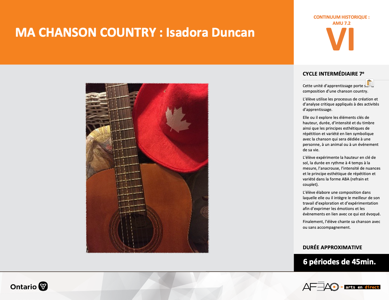 MA CHANSON COUNTRY : Isadora Duncan
CONTINUUM HISTORIQUE :
AMU 7.2
VI
CYCLE INTERMÉDIAIRE 7e
Cette unité d'apprentissage porte
composition d'une chanson country.
L'élève utilise les processus de création et
d'analyse critique appliqués à des activités
d'apprentissage.
Elle ou il explore les éléments clés de
hauteur, durée, d'intensité et du timbre
ainsi que les principes esthétiques de
répétition et variété en lien symbolique
avec la chanson qui sera dédiée à une
personne, à un animal ou à un événement
de sa vie.
L'élève expérimente la hauteur en clé de
sol, la durée en rythme à 4 temps à la
mesure, l'anacrouse, l'intensité de nuances
et le principe esthétique de répétition et
variété dans la forme ABA (refrain et
couplet).
L'élève élabore une composition dans
laquelle elle ou il intègre le meilleur de son
travail d'exploration et d'expérimentation
afin d'exprimer les émotions et les
événements en lien avec ce qui est évoqué.
Finalement, l'élève chante sa chanson avec
ou sans accompagnement.
DURÉE APPROXIMATIVE
6 périodes de 45min.
Ontario
AFEAO
arts en direct